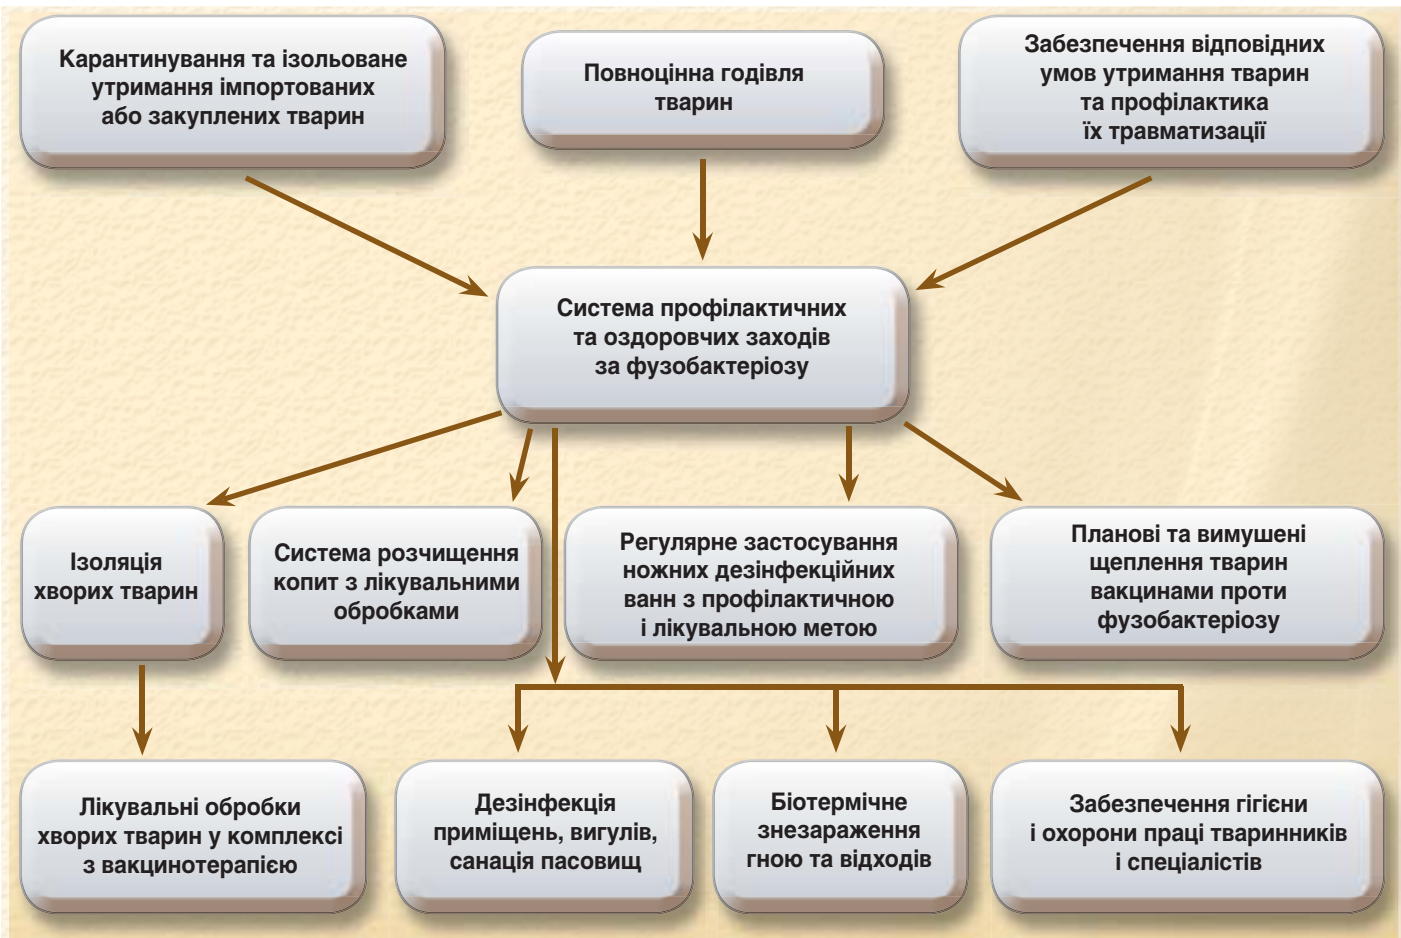 Карантинування та ізольоване
утримання імпортованих
або закуплених тварин
Повноцінна годівля
тварин
Забезпечення відповідних
умов утримання тварин
та профілактика
їх травматизації
Система профілактичних
та оздоровчих заходів
за фузобактеріозу
Ізоляція
хворих тварин
Система розчищення
копит з лікувальними
обробками
Регулярне застосування
ножних дезінфекційних
ванн з профілактичною
і лікувальною метою
Планові та вимушені
щеплення тварин
вакцинами проти
фузобактеріозу
Лікувальні обробки
хворих тварин у комплексі
з вакцинотерапією
Дезінфекція
приміщень, вигулів,
санація пасовищ
Біотермічне
знезараження
гною та відходів
Забезпечення гігієни
і охорони праці тваринників
і спеціалістів